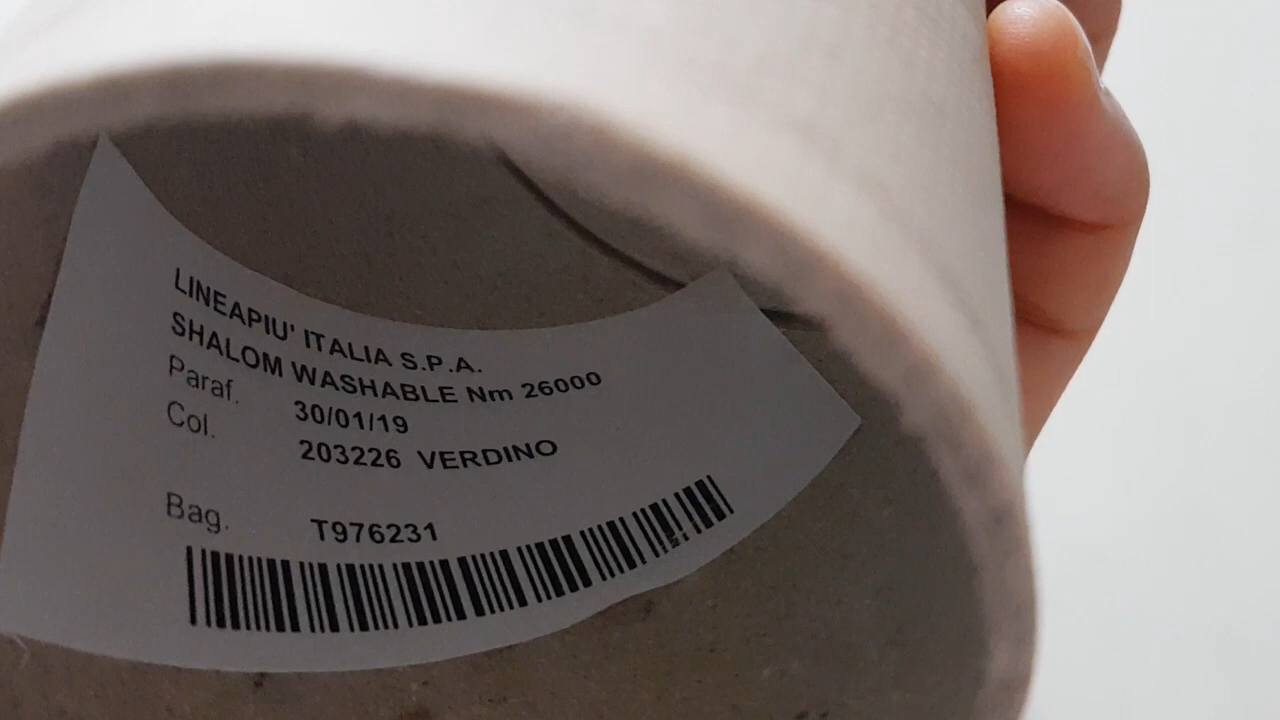 LINEAPIU' ITALIA S.P.A.
SHALOM WASHABLE Nm 26000
Paraf. 30/01/19
Col. 203226 VERDINO
Bag. T976231